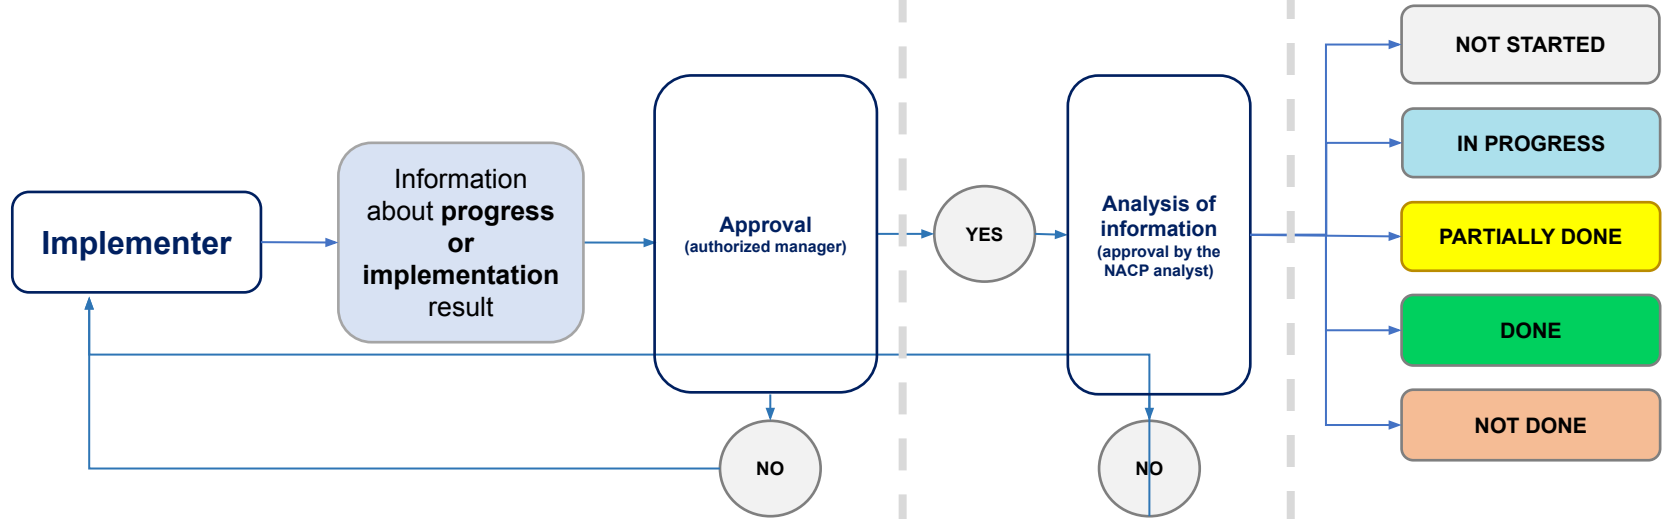 Implementer
Information
about progress
or
implementation
result
Approval
(authorized manager)
NO
YES
Analysis of
information
(approval by the
NACP analyst)
NO
NOT STARTED
IN PROGRESS
PARTIALLY DONE
DONE
NOT DONE